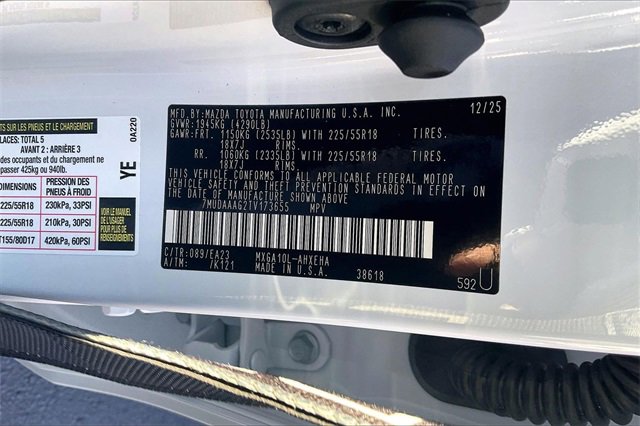 TS SUR LES PNEUS ET LE CHARGEMENT
PLACES: TOTAL 5
AVANT 2: ARRIÈRE 3
des occupants et du chargement ne
passer 425kg ou 940lb.
DIMENSIONS
PRESSION DES PNEUS À FROID
225/55R18 230kPa, 33PSI
225/55R18 210kPa, 30PSI
T155/80D17 420kPa, 60PSI
VOIR LE MANUEL DE L'USAGER POUR PLUS DE RENSEIGNEMENTS
YE
0A220
MFD.BY:MAZDA TOYOTA MANUFACTURING U.S.A. INC. 12/25
GVWR:1945KG (4290LB)
GAWR:FRT. 1150KG (2535LB) WITH 225/55R18 TIRES.
18X7J RIMS.
RR. 1060KG (2335LB) WITH 225/55R18 TIRES.
18X7J RIMS.
THIS VEHICLE CONFORMS TO ALL APPLICABLE FEDERAL MOTOR
VEHICLE SAFETY AND THEFT PREVENTION STANDARDS IN EFFECT ON
THE DATE OF MANUFACTURE SHOWN ABOVE.
7MUDAAAG2TV173655 MPV
C/TR:089/EA23 MXGA10L-AHXEHA
A/TM: /K121 MADE IN U.S.A. 38618
592 U